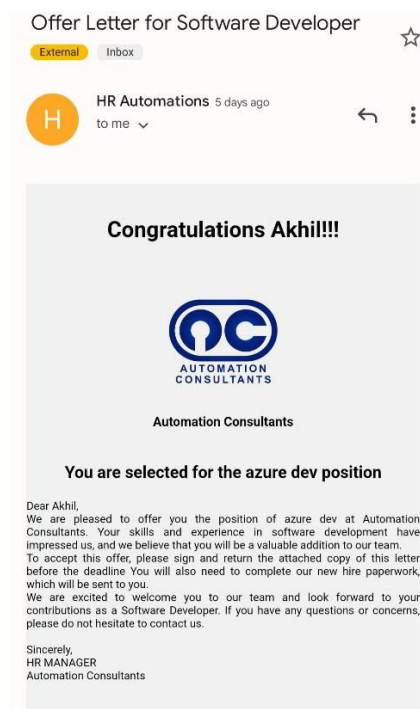 Offer Letter for Software Developer
External Inbox
HR Automations 5 days ago
to me
H
Congratulations Akhil!!!
AUTOMATION
CONSULTANTS
Automation Consultants
You are selected for the azure dev position
Dear Akhil,
We are pleased to offer you the position of azure dev at Automation
Consultants. Your skills and experience in software development have
impressed us, and we believe that you will be a valuable addition to our team.
To accept this offer, please sign and return the attached copy of this letter
before the deadline You will also need to complete our new hire paperwork,
which will be sent to you.
We are excited to welcome you to our team and look forward to your
contributions as a Software Developer. If you have any questions or concerns,
please do not hesitate to contact us.
Sincerely,
HR MANAGER
Automation Consultants